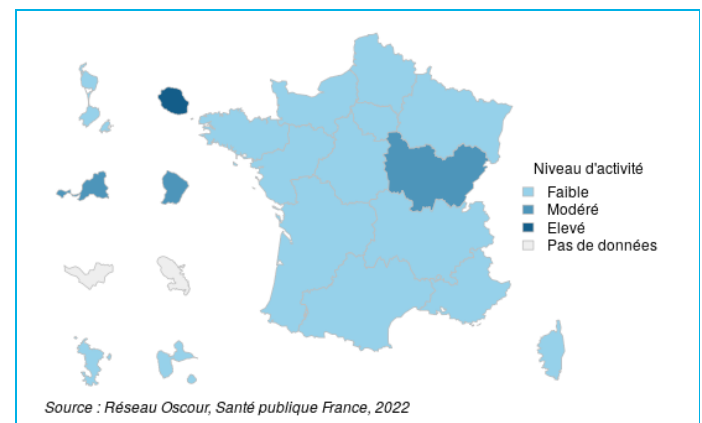 Niveau d'activité
Faible
Modéré
Elevé
Pas de données
Source : Réseau Oscour, Santé publique France, 2022